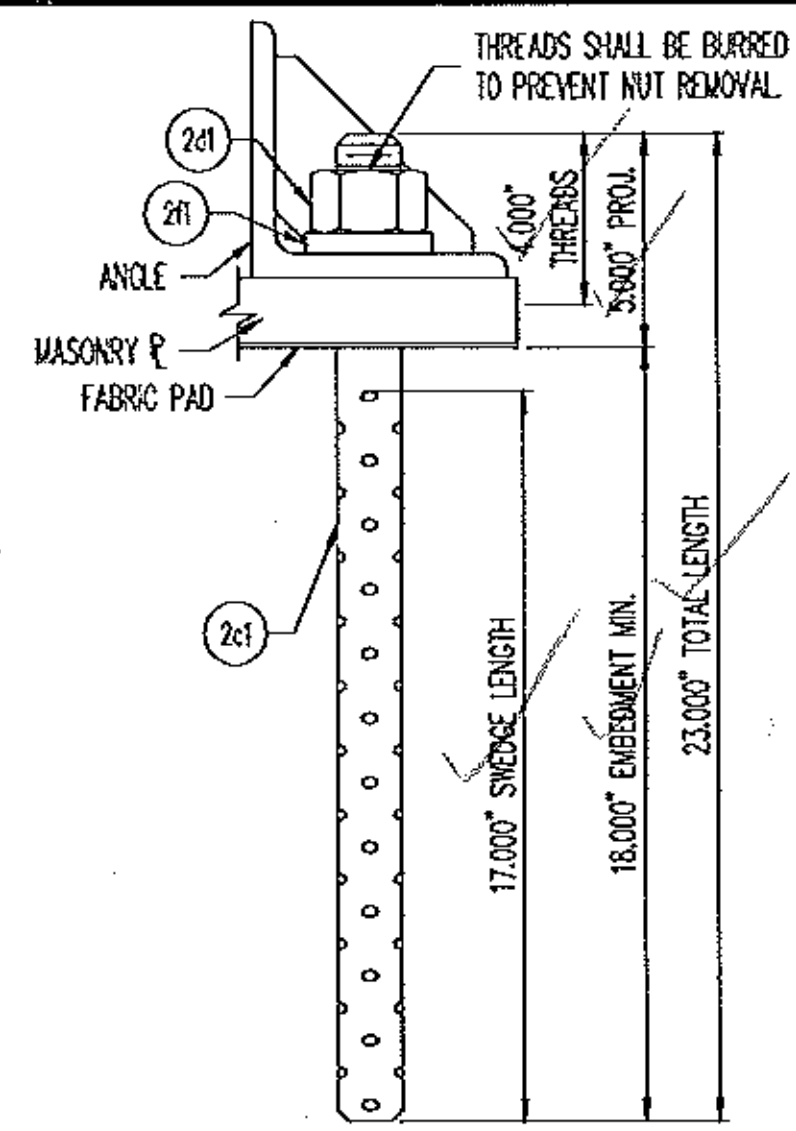 THREADS SHALL BE BURRED
TO PREVENT NUT REMOVAL
2d1
2f1
ANGLE
MASONRY ⅊
FABRIC PAD
2c1
4.000"
THREADS
5.000" PROJ.
17.000" SWEDGE LENGTH
18.000" EMBEDMENT MIN.
23.000" TOTAL LENGTH